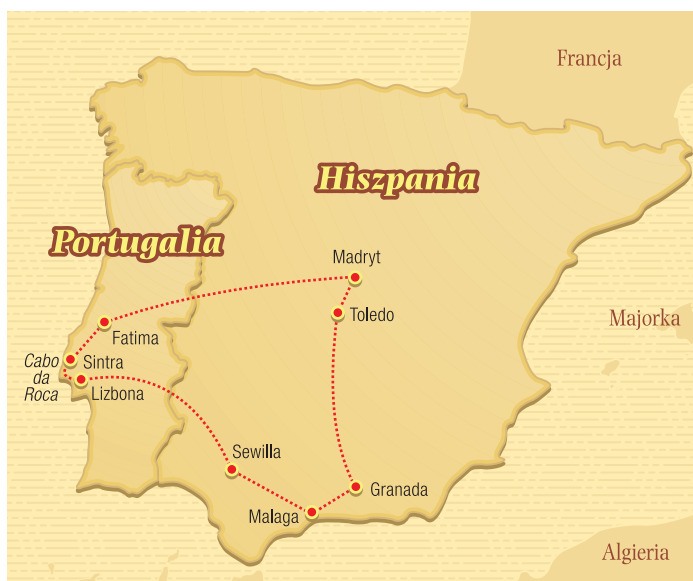 Francja
Hiszpania
Portugalia
Madryt
Toledo
Majorka
Fatima
Cabo
da
Roca
Sintra
Lizbona
Sewilla
Granada
Malaga
Algieria